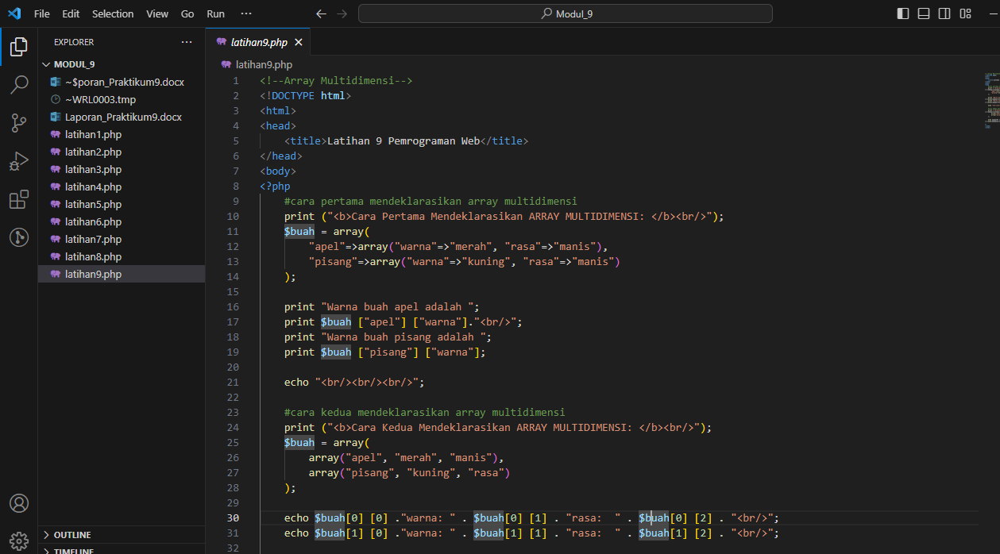 File Edit Selection View Go Run ···
Modul_9
EXPLORER ···
MODUL_9
~$poran_Praktikum9.docx
~WRL0003.tmp
Laporan_Praktikum9.docx
latihan1.php
latihan2.php
latihan3.php
latihan4.php
latihan5.php
latihan6.php
latihan7.php
latihan8.php
latihan9.php
OUTLINE
TIMELINE
latihan9.php
latihan9.php
1 <!--Array Multidimensi-->
2 <!DOCTYPE html>
3 <html>
4 <head>
5 <title>Latihan 9 Pemrograman Web</title>
6 </head>
7 <body>
8 <?php
9 #cara pertama mendeklarasikan array multidimensi
10 print ("<b>Cara Pertama Mendeklarasikan ARRAY MULTIDIMENSI: </b><br/>");
11 $buah = array(
12 "apel"=>array("warna"=>"merah", "rasa"=>"manis"),
13 "pisang"=>array("warna"=>"kuning", "rasa"=>"manis")
14 );
15
16 print "Warna buah apel adalah ";
17 print $buah ["apel"] ["warna"]."<br/>";
18 print "Warna buah pisang adalah ";
19 print $buah ["pisang"] ["warna"];
20
21 echo "<br/><br/><br/>";
22
23 #cara kedua mendeklarasikan array multidimensi
24 print ("<b>Cara Kedua Mendeklarasikan ARRAY MULTIDIMENSI: </b><br/>");
25 $buah = array(
26 array("apel", "merah", "manis"),
27 array("pisang", "kuning", "rasa")
28 );
29
30 echo $buah[0] [0] ."warna: " . $buah[0] [1] . "rasa:  " . $buah[0] [2] . "<br/>";
31 echo $buah[1] [0] ."warna: " . $buah[1] [1] . "rasa:  " . $buah[1] [2] . "<br/>";
32